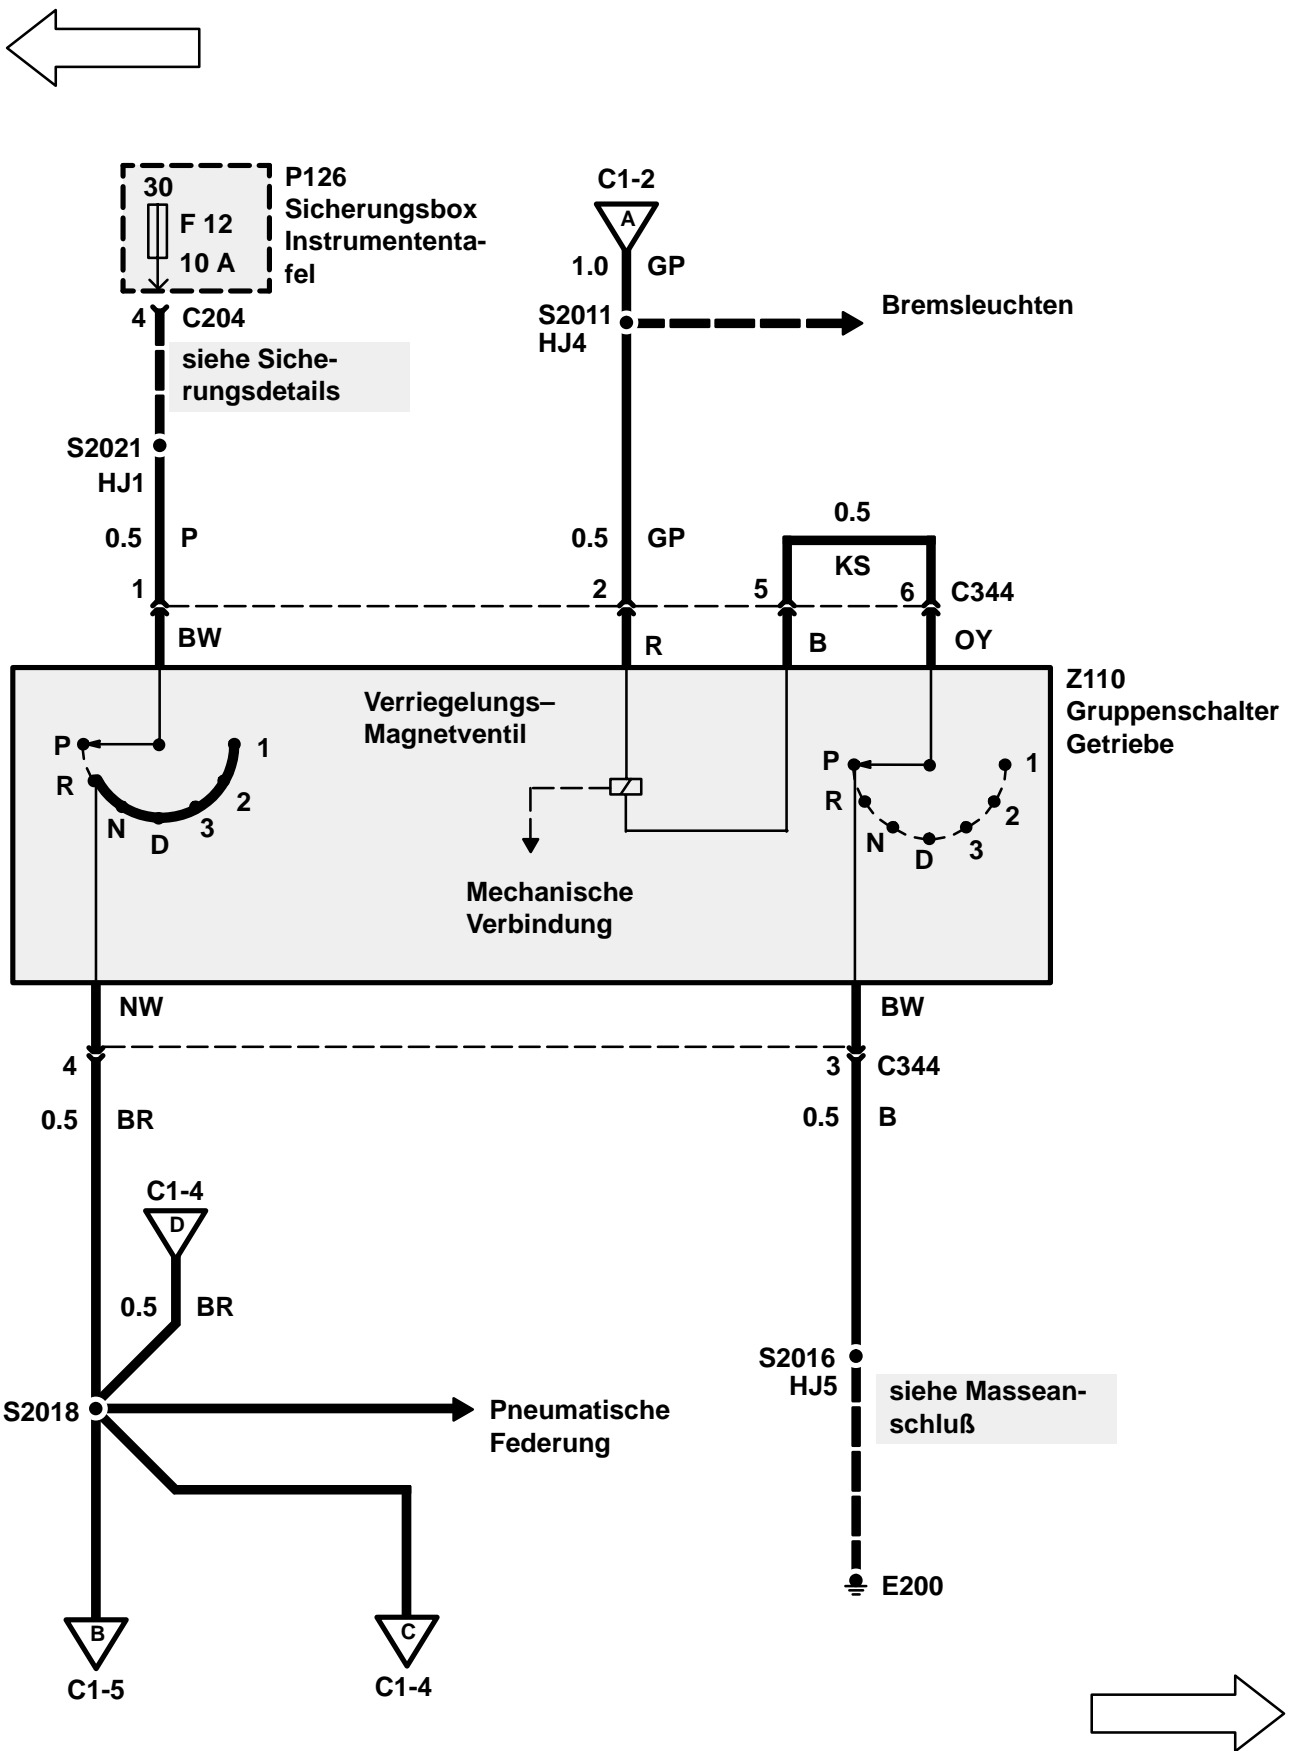 30
F 12
10 A
P126
Sicherungsbox
Instrumententa-
fel
C1-2
A
1.0 GP
S2011
HJ4
Bremsleuchten
4 C204
siehe Siche-
rungsdetails
S2021
HJ1
0.5 P
0.5 GP
0.5
KS
1
2
5
6 C344
BW
R
B
OY
Z110
Gruppenschalter
Getriebe
Verriegelungs–
Magnetventil
P
R
N
D
3
2
1
Mechanische
Verbindung
P
R
N
D
3
2
1
NW
BW
4
3 C344
0.5 BR
0.5 B
C1-4
D
0.5 BR
S2018
Pneumatische
Federung
S2016
HJ5
siehe Massean-
schluß
E200
B
C1-5
C
C1-4